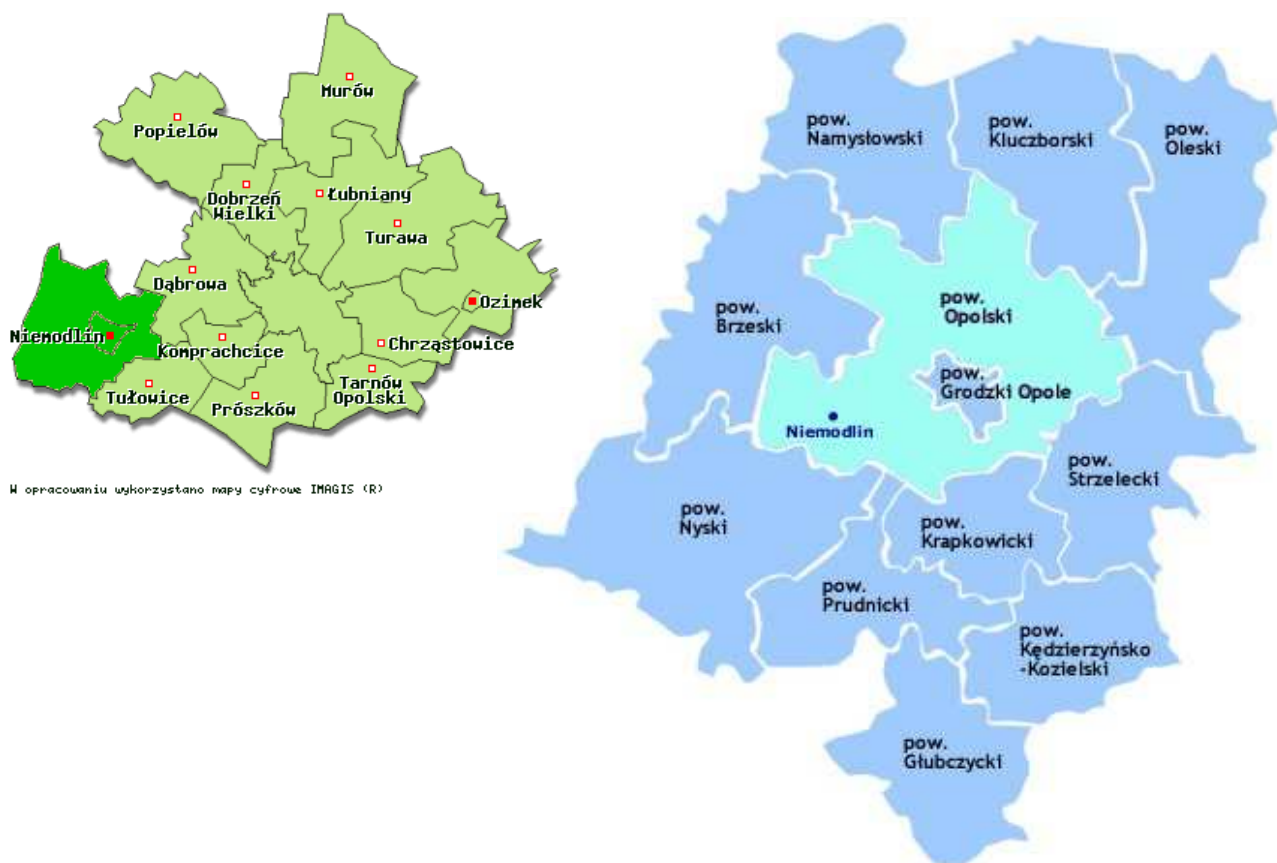 Murów
Popielów
Dobrzeń
Wielki
Łubniany
Turawa
Dąbrowa
Ozimek
Niemodlin
Komprachcice
Chrząstowice
Tułowice
Prószków
Tarnów
Opolski
W opracowaniu wykorzystano mapy cyfrowe IMAGIS (R)
pow.
Namysłowski
pow.
Kluczborski
pow.
Oleski
pow.
Brzeski
pow.
Opolski
pow.
Grodzki Opole
Niemodlin
pow.
Strzelecki
pow.
Nyski
pow.
Krapkowicki
pow.
Prudnicki
pow.
Kędzierzyńsko
-Kozielski
pow.
Głubczycki